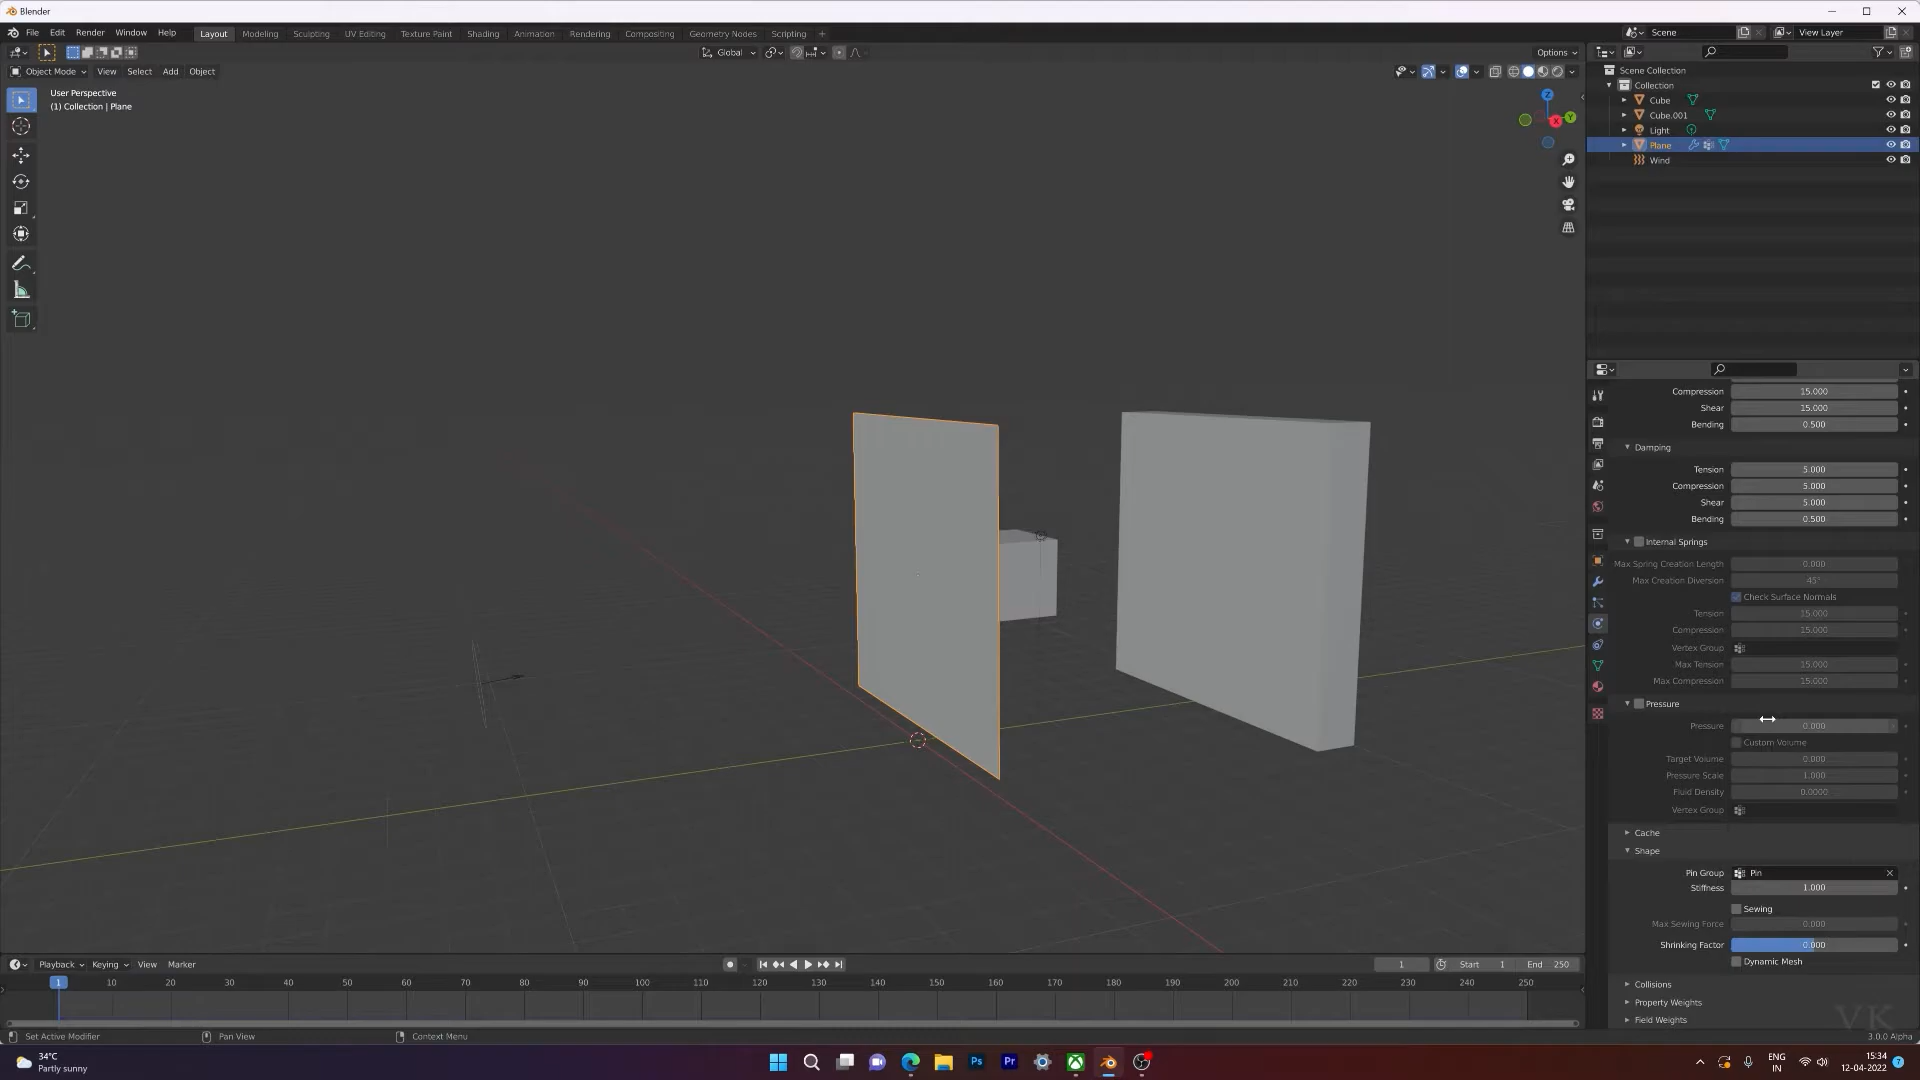 Blender
File Edit Render Window Help Layout Modeling Sculpting UV Editing Texture Paint Shading Animation Rendering Compositing Geometry Nodes Scripting +
Scene View Layer
Global Options
Object Mode View Select Add Object
User Perspective
(1) Collection | Plane
Z
X
Y
Scene Collection
Collection
Cube
Cube.001
Light
Plane
Wind
Compression 15.000
Shear 15.000
Bending 0.500
Damping
Tension 5.000
Compression 5.000
Shear 5.000
Bending 0.500
Internal Springs
Max Spring Creation Length 0.000
Max Creation Diversion 45°
Check Surface Normals
Tension 15.000
Compression 15.000
Vertex Group
Max Tension 15.000
Max Compression 15.000
Pressure
Pressure 0.000
Custom Volume
Target Volume 0.000
Pressure Scale 1.000
Fluid Density 0.0000
Vertex Group
Cache
Shape
Pin Group Pin
Stiffness 1.000
Sewing
Max Sewing Force 0.000
Shrinking Factor 0.000
Dynamic Mesh
Collisions
Property Weights
Field Weights
Playback Keying View Marker 1 Start 1 End 250
1 10 20 30 40 50 60 70 80 90 100 110 120 130 140 150 160 170 180 190 200 210 220 230 240 250
Set Active Modifier Pan View Context Menu 3.0.0 Alpha
VK
34°C
Partly sunny
Ps Pr
ENG
IN
15:34
12-04-2022
7